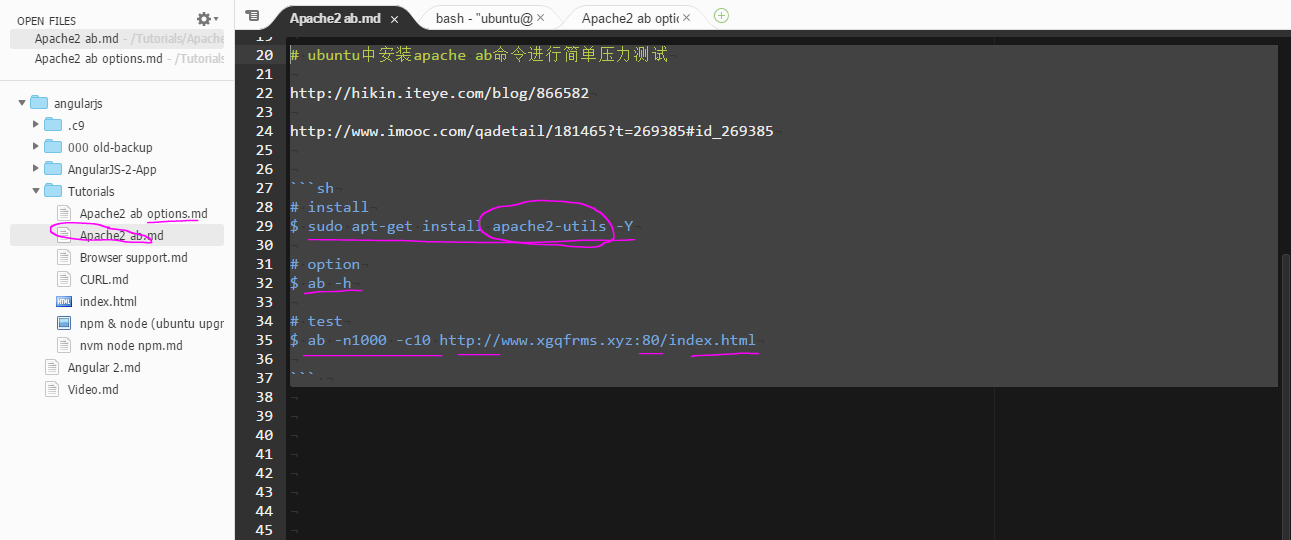 OPEN FILES
Apache2 ab.md - /Tutorials/Apache
Apache2 ab options.md - /Tutorials
angularjs
.c9
000 old-backup
AngularJS-2-App
Tutorials
Apache2 ab options.md
Apache2 ab.md
Browser support.md
CURL.md
index.html
npm & node (ubuntu upgr
nvm node npm.md
Angular 2.md
Video.md
Apache2 ab.md ×
bash - "ubuntu@ ×
Apache2 ab optio ×
19
20 # ubuntu中安装apache ab命令进行简单压力测试
21
22 http://hikin.iteye.com/blog/866582
23
24 http://www.imooc.com/qadetail/181465?t=269385#id_269385
25
26
27 ```sh
28 # install
29 $ sudo apt-get install apache2-utils -Y
30
31 # option
32 $ ab -h
33
34 # test
35 $ ab -n1000 -c10 http://www.xgqfrms.xyz:80/index.html
36
37 ```
38
39
40
41
42
43
44
45